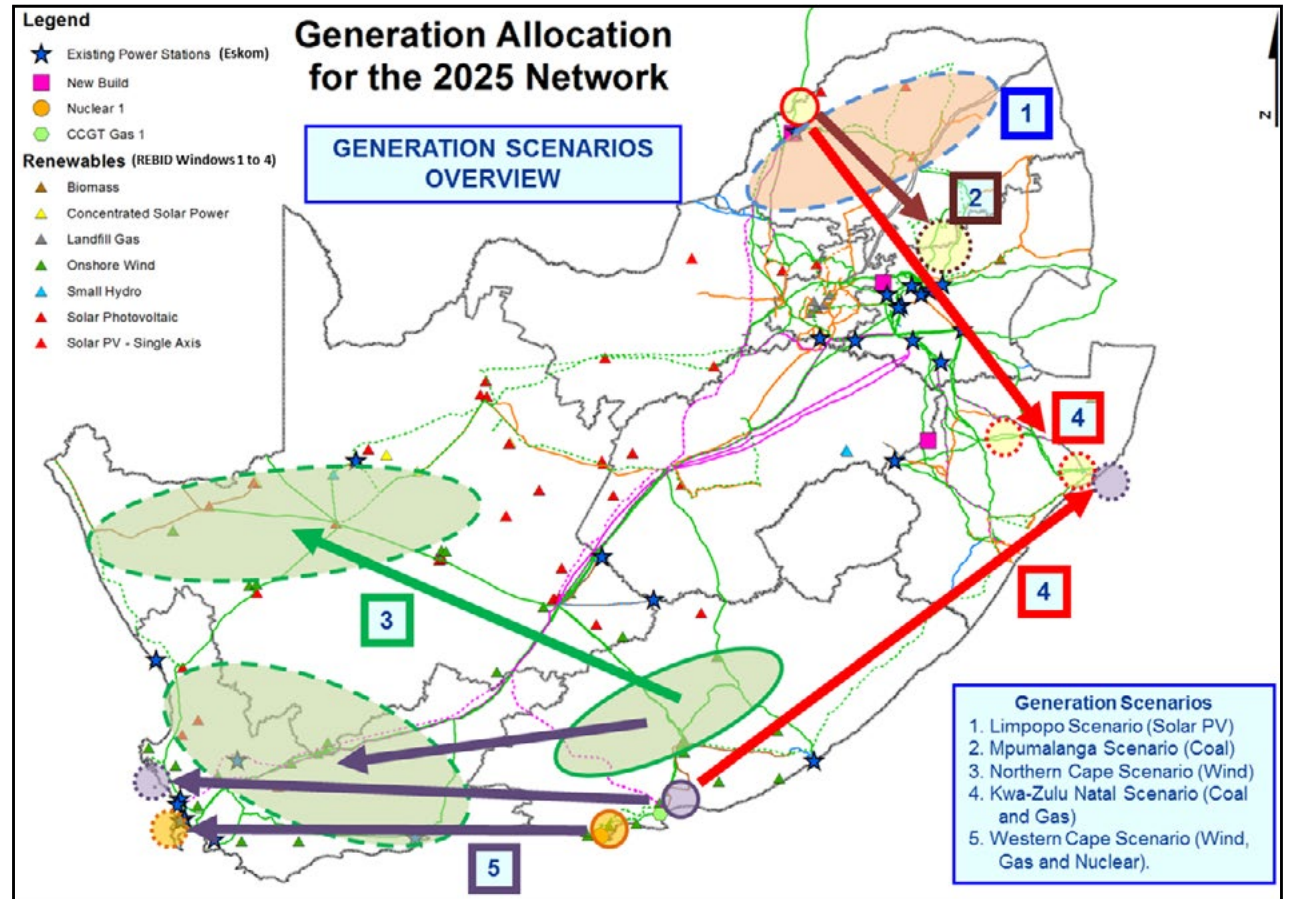 Legend
Existing Power Stations (Eskom)
New Build
Nuclear 1
CCGT Gas 1
Renewables (REBID Windows 1 to 4)
Biomass
Concentrated Solar Power
Landfill Gas
Onshore Wind
Small Hydro
Solar Photovoltaic
Solar PV - Single Axis
Generation Allocation
for the 2025 Network
GENERATION SCENARIOS
OVERVIEW
N
1
2
4
4
3
5
Generation Scenarios
1. Limpopo Scenario (Solar PV)
2. Mpumalanga Scenario (Coal)
3. Northern Cape Scenario (Wind)
4. Kwa-Zulu Natal Scenario (Coal
and Gas)
5. Western Cape Scenario (Wind,
Gas and Nuclear).